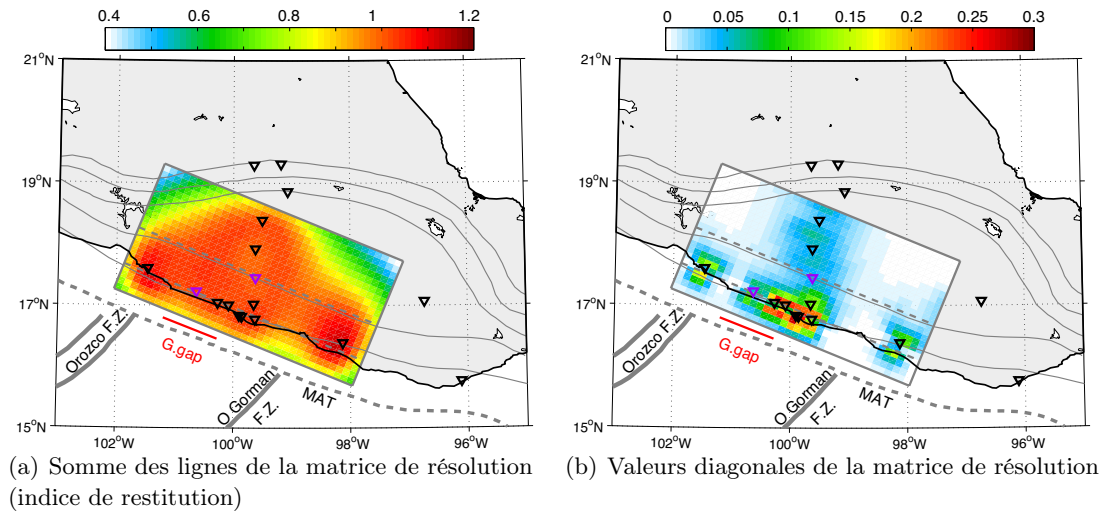 0.4 0.6 0.8 1 1.2
21°N
19°N
17°N
15°N
102°W 100°W 98°W 96°W
Orozco F.Z.
G.gap
O Gorman
F.Z.
MAT
(a) Somme des lignes de la matrice de résolution
(indice de restitution)
0 0.05 0.1 0.15 0.2 0.25 0.3
21°N
19°N
17°N
15°N
102°W 100°W 98°W 96°W
Orozco F.Z.
G.gap
O Gorman
F.Z.
MAT
(b) Valeurs diagonales de la matrice de résolution